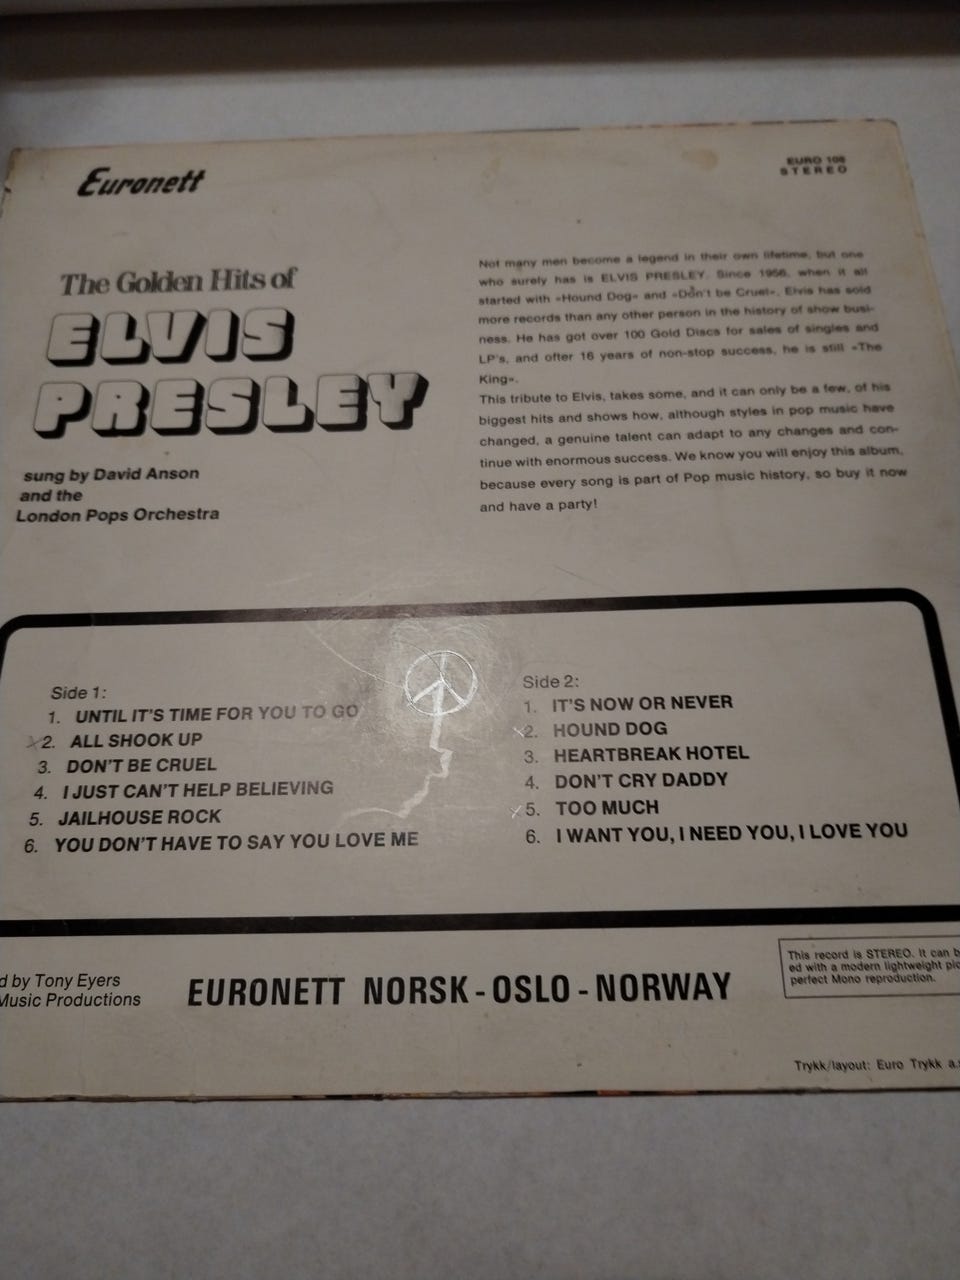 Euronett
EURO 108
STEREO
The Golden Hits of
ELVIS
PRESLEY
sung by David Anson
and the
London Pops Orchestra
Not many men become a legend in their own lifetime, but one
who surely has is ELVIS PRESLEY. Since 1956, when it all
started with »Hound Dog« and »Don't be Cruel«, Elvis has sold
more records than any other person in the history of show busi-
ness. He has got over 100 Gold Discs for sales of singles and
LP's, and ofter 16 years of non-stop success, he is still »The
King«.
This tribute to Elvis, takes some, and it can only be a few, of his
biggest hits and shows how, although styles in pop music have
changed, a genuine talent can adapt to any changes and con-
tinue with enormous success. We know you will enjoy this album,
because every song is part of Pop music history, so buy it now
and have a party!
Side 1:
1. UNTIL IT'S TIME FOR YOU TO GO
x2. ALL SHOOK UP
3. DON'T BE CRUEL
4. I JUST CAN'T HELP BELIEVING
5. JAILHOUSE ROCK
6. YOU DON'T HAVE TO SAY YOU LOVE ME
Side 2:
1. IT'S NOW OR NEVER
x2. HOUND DOG
3. HEARTBREAK HOTEL
4. DON'T CRY DADDY
x5. TOO MUCH
6. I WANT YOU, I NEED YOU, I LOVE YOU
d by Tony Eyers
Music Productions
EURONETT NORSK - OSLO - NORWAY
This record is STEREO. It can b
ed with a modern lightweight pic
perfect Mono reproduction.
Trykk/layout: Euro Trykk a.s